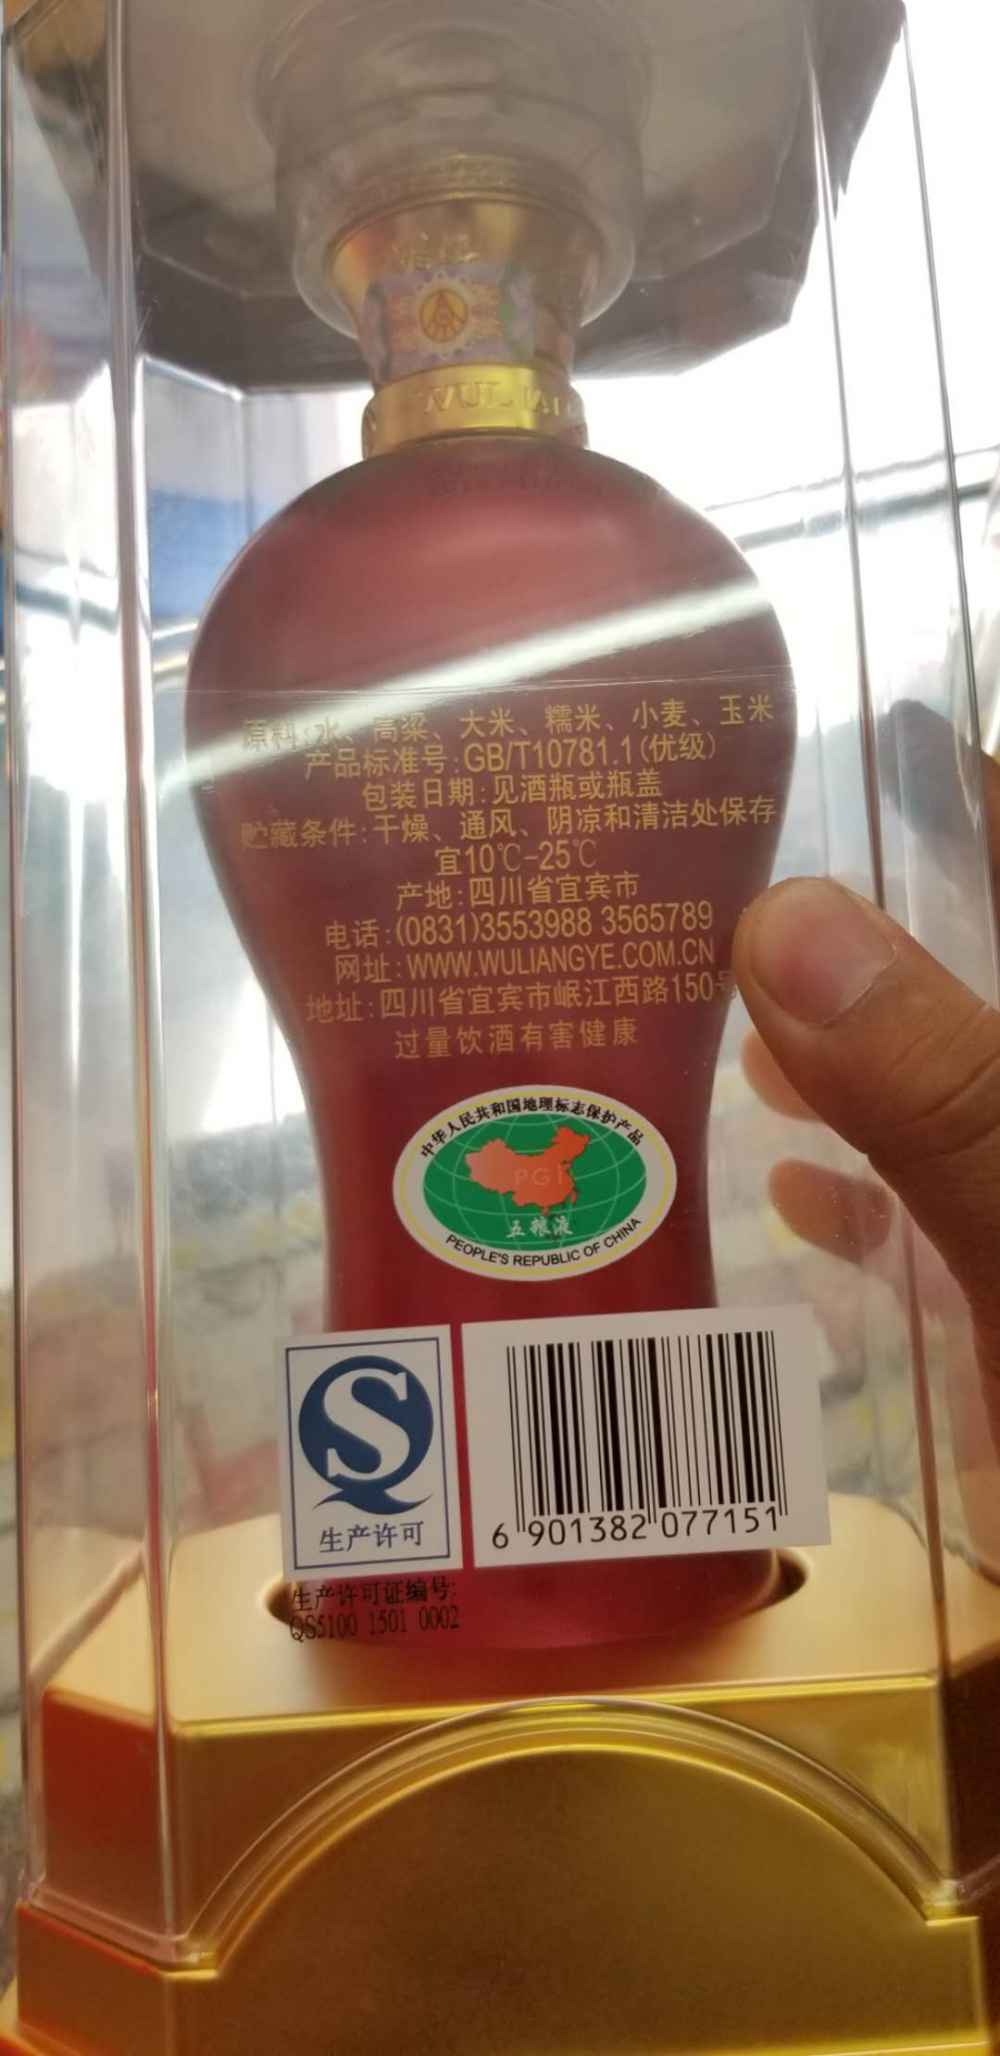 WULIANG
原料:水、高粱、大米、糯米、小麦、玉米
产品标准号:GB/T10781.1(优级)
包装日期:见酒瓶或瓶盖
贮藏条件:干燥、通风、阴凉和清洁处保存
宜10℃-25℃
产地:四川省宜宾市
电话:(0831)3553988 3565789
网址:WWW.WULIANGYE.COM.CN
地址:四川省宜宾市岷江西路150号
过量饮酒有害健康
中华人民共和国地理标志保护产品
PGI
五粮液
PEOPLE'S REPUBLIC OF CHINA
生产许可
6 901382 077151
生产许可证编号:
QS5100 1501 0002